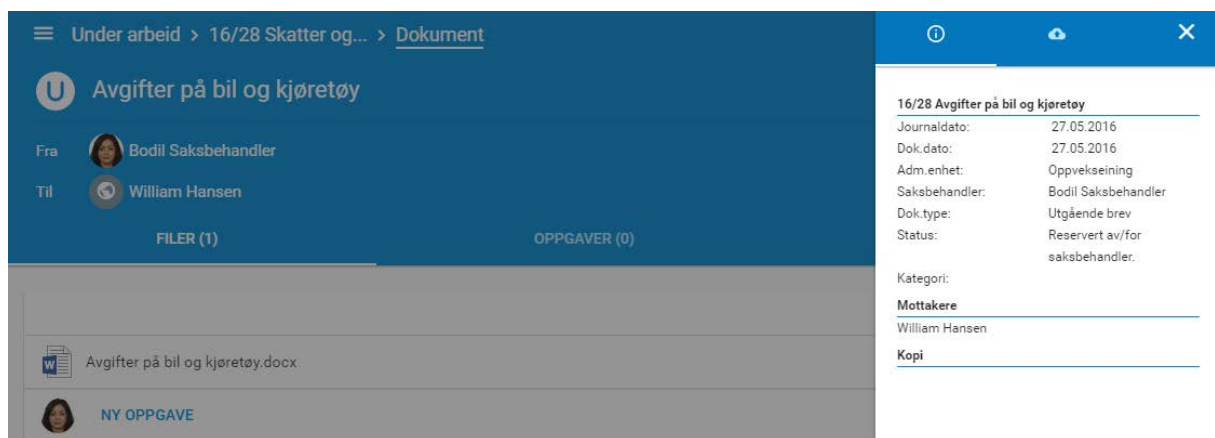 Under arbeid > 16/28 Skatter og... > Dokument
U Avgifter på bil og kjøretøy
Fra Bodil Saksbehandler
Til William Hansen
FILER (1) OPPGAVER (0)
W Avgifter på bil og kjøretøy.docx
NY OPPGAVE
16/28 Avgifter på bil og kjøretøy
Journaldato: 27.05.2016
Dok.dato: 27.05.2016
Adm.enhet: Oppvekseining
Saksbehandler: Bodil Saksbehandler
Dok.type: Utgående brev
Status: Reservert av/for
saksbehandler.
Kategori:
Mottakere
William Hansen
Kopi